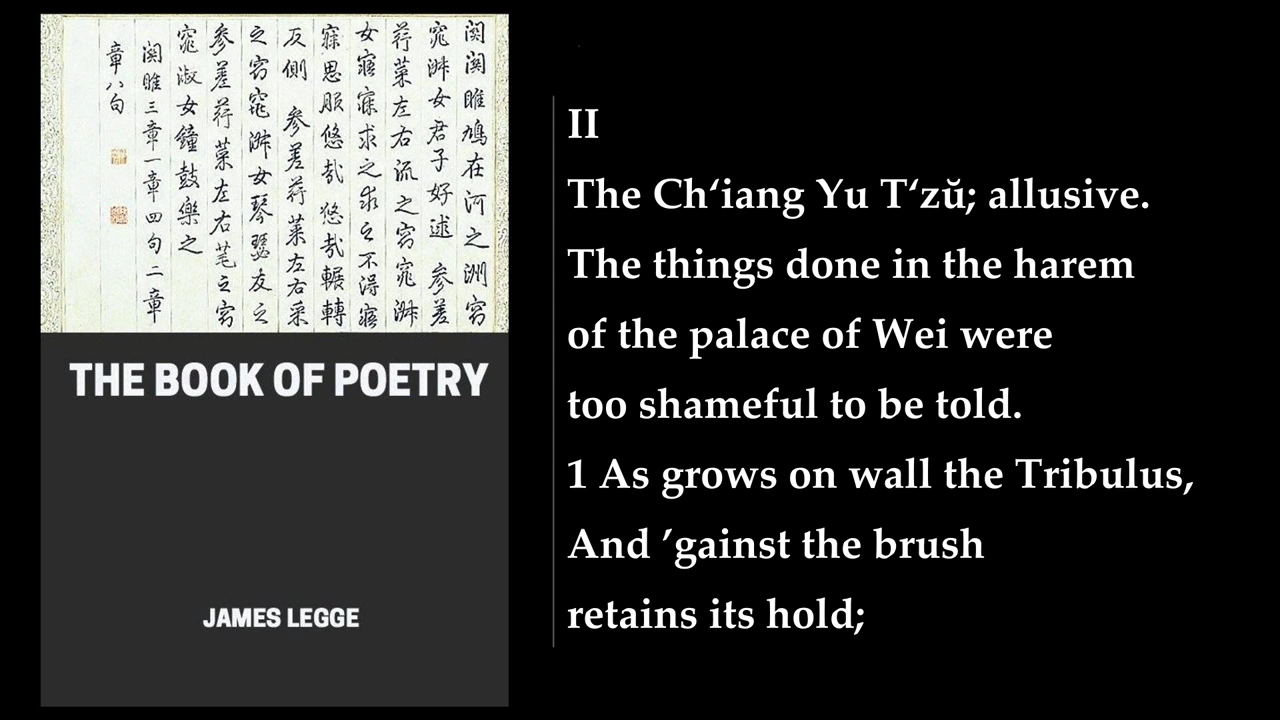 關關雎鳩在河之洲窈
窕淑女君子好逑 參差
荇菜左右流之窈窕淑
女寤寐求之求之不得寤
寐思服悠哉悠哉輾轉
反側 參差荇菜左右采
之窈窕淑女琴瑟友之
參差荇菜左右芼之窈
窕淑女鐘鼓樂之
關雎三章一章四句二章
章八句
THE BOOK OF POETRY
JAMES LEGGE
II
The Ch‘iang Yu T‘zŭ; allusive.
The things done in the harem
of the palace of Wei were
too shameful to be told.
1 As grows on wall the Tribulus,
And ’gainst the brush
retains its hold;